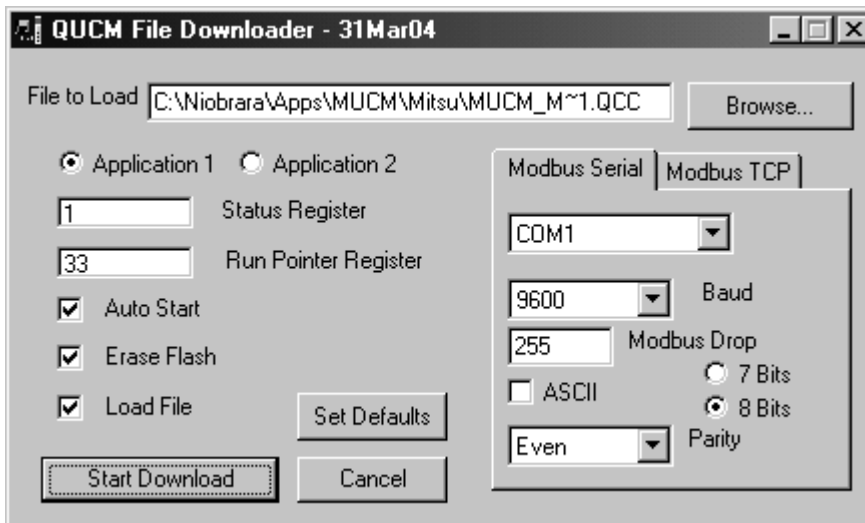 QUCM File Downloader - 31Mar04
File to Load C:\Niobrara\Apps\MUCM\Mitsu\MUCM_M~1.QCC Browse...
Application 1 Application 2
1 Status Register
33 Run Pointer Register
Auto Start
Erase Flash
Load File
Set Defaults
Start Download Cancel
Modbus Serial Modbus TCP
COM1
9600 Baud
255 Modbus Drop
7 Bits
ASCII
8 Bits
Even Parity